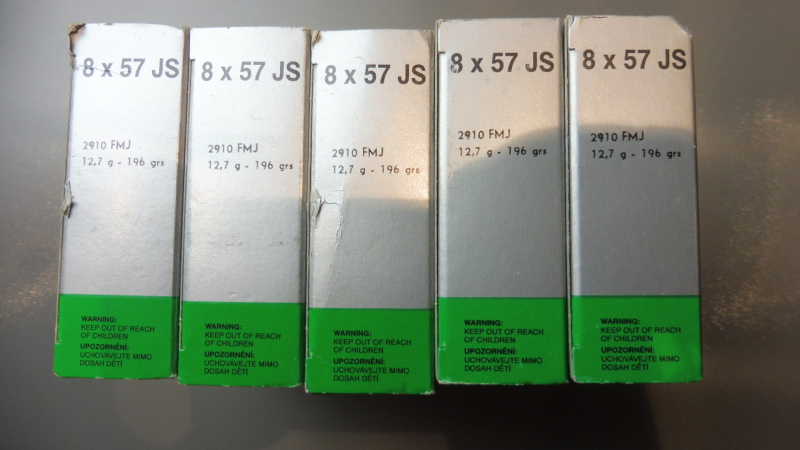 8 x 57 JS
2910 FMJ
12,7 g - 196 grs
WARNING:
KEEP OUT OF REACH
OF CHILDREN
UPOZORNĚNÍ:
UCHOVÁVEJTE MIMO
DOSAH DĚTÍ
8 x 57 JS
2910 FMJ
12,7 g - 196 grs
WARNING:
KEEP OUT OF REACH
OF CHILDREN
UPOZORNĚNÍ:
UCHOVÁVEJTE MIMO
DOSAH DĚTÍ
8 x 57 JS
2910 FMJ
12,7 g - 196 grs
WARNING:
KEEP OUT OF REACH
OF CHILDREN
UPOZORNĚNÍ:
UCHOVÁVEJTE MIMO
DOSAH DĚTÍ
8 x 57 JS
2910 FMJ
12,7 g - 196 grs
WARNING:
KEEP OUT OF REACH
OF CHILDREN
UPOZORNĚNÍ:
UCHOVÁVEJTE MIMO
DOSAH DĚTÍ
8 x 57 JS
2910 FMJ
12,7 g - 196 grs
WARNING:
KEEP OUT OF REACH
OF CHILDREN
UPOZORNĚNÍ:
UCHOVÁVEJTE MIMO
DOSAH DĚTÍ